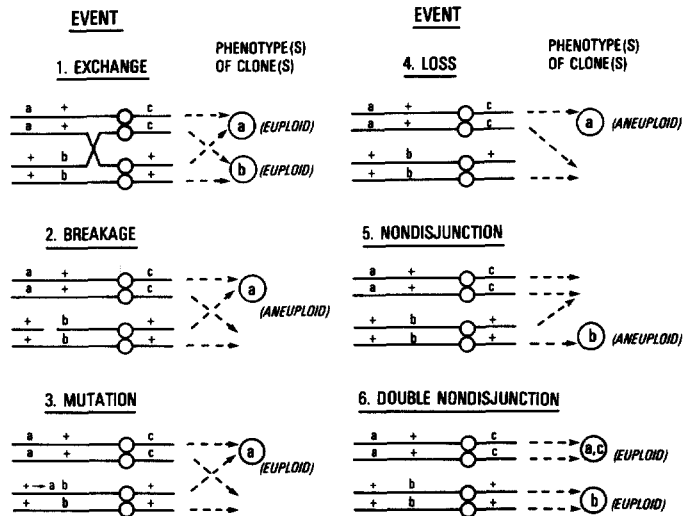 EVENT
PHENOTYPE(S)
OF CLONE(S)
1. EXCHANGE
a + c
a + c
a (EUPLOID)
+ b +
+ b +
b (EUPLOID)
2. BREAKAGE
a + c
a + c
a
(ANEUPLOID)
+ b +
+ b +
3. MUTATION
a + c
a + c
a
(EUPLOID)
+→a b +
+ b +
EVENT
PHENOTYPE(S)
OF CLONE(S)
4. LOSS
a + c
a + c
a (ANEUPLOID)
+ b +
+ b
5. NONDISJUNCTION
a + c
a + c
+ b +
+ b +
b (ANEUPLOID)
6. DOUBLE NONDISJUNCTION
a + c
a + c
a,c (EUPLOID)
+ b +
+ b +
b (EUPLOID)